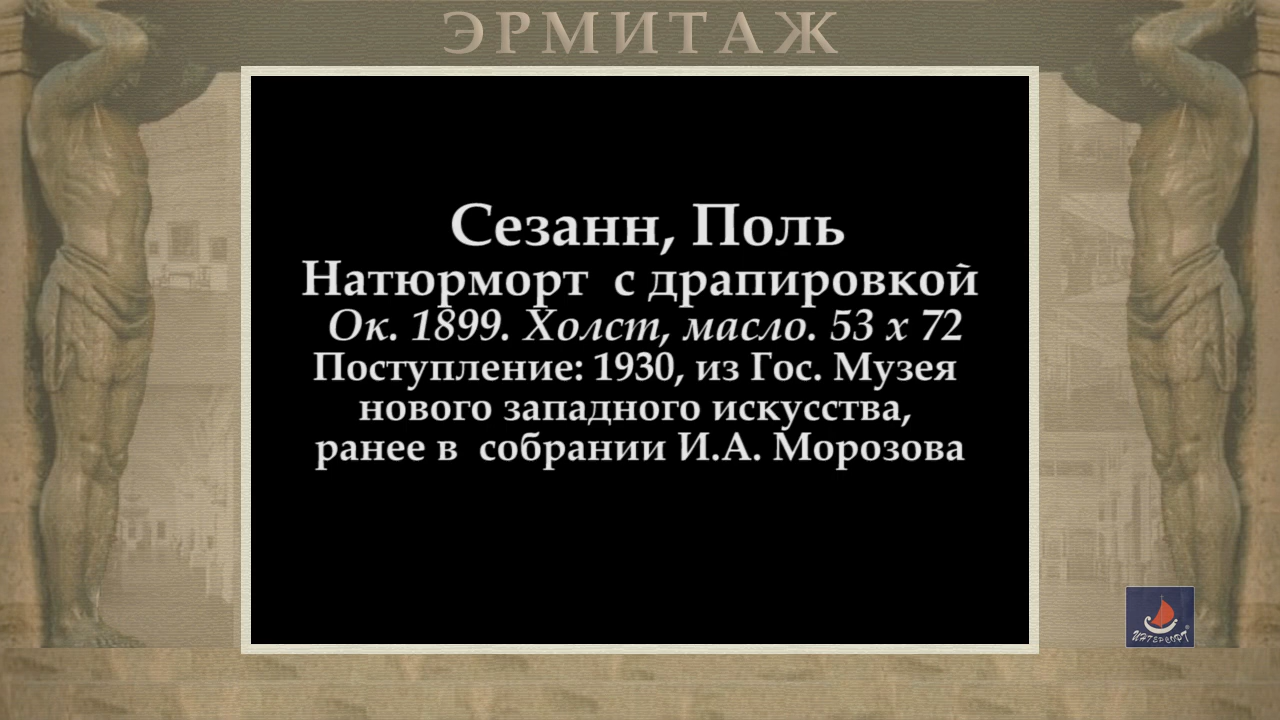 ЭРМИТАЖ
Сезанн, Поль
Натюрморт с драпировкой
Ок. 1899. Холст, масло. 53 х 72
Поступление: 1930, из Гос. Музея
нового западного искусства,
ранее в собрании И.А. Морозова
ИНТЕРСОФТ